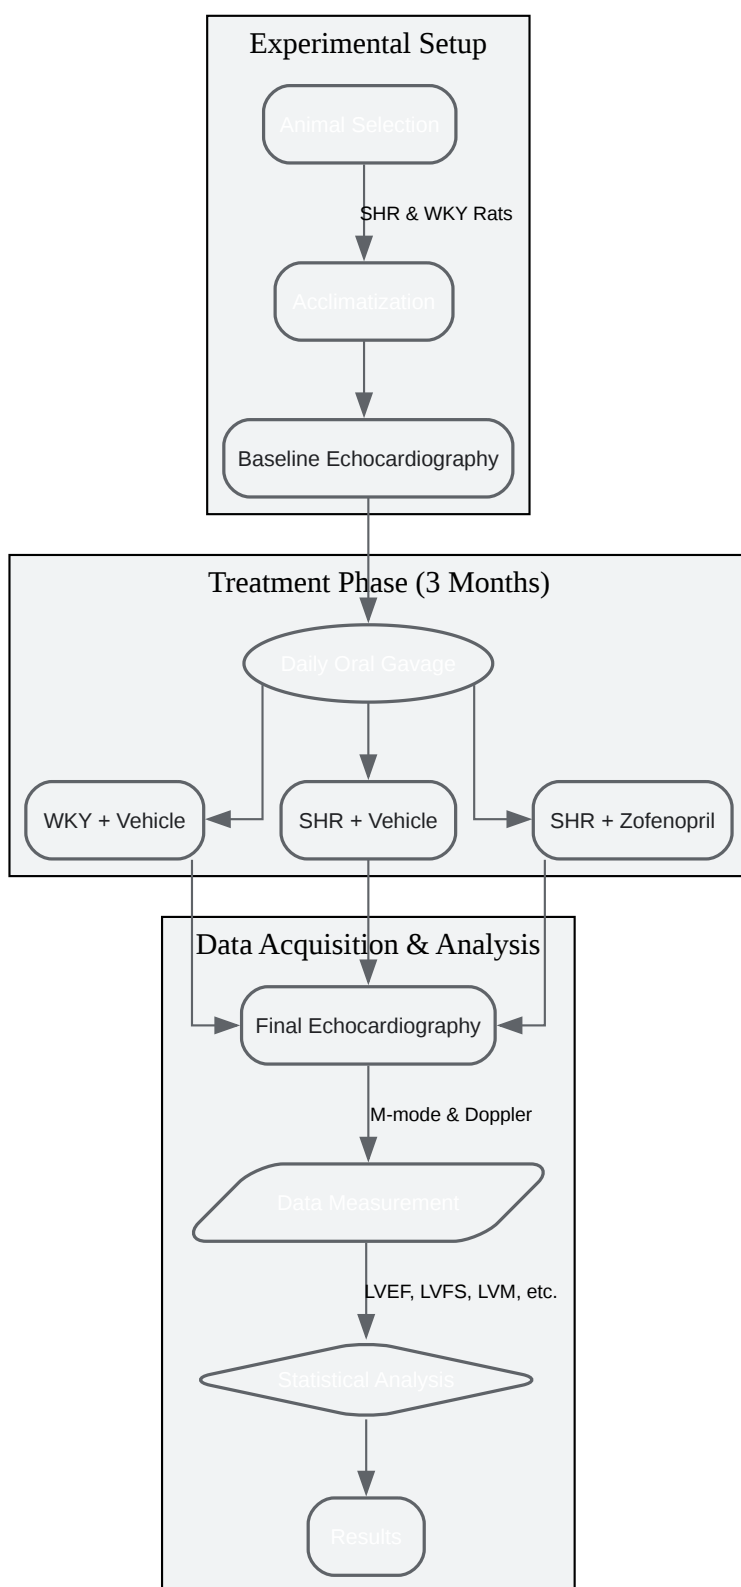 Experimental Setup
Animal Selection
SHR & WKY Rats
Acclimatization
Baseline Echocardiography
Treatment Phase (3 Months)
Daily Oral Gavage
WKY + Vehicle
SHR + Vehicle
SHR + Zofenopril
Data Acquisition & Analysis
Final Echocardiography
M-mode & Doppler
Data Measurement
LVEF, LVFS, LVM, etc.
Statistical Analysis
Results